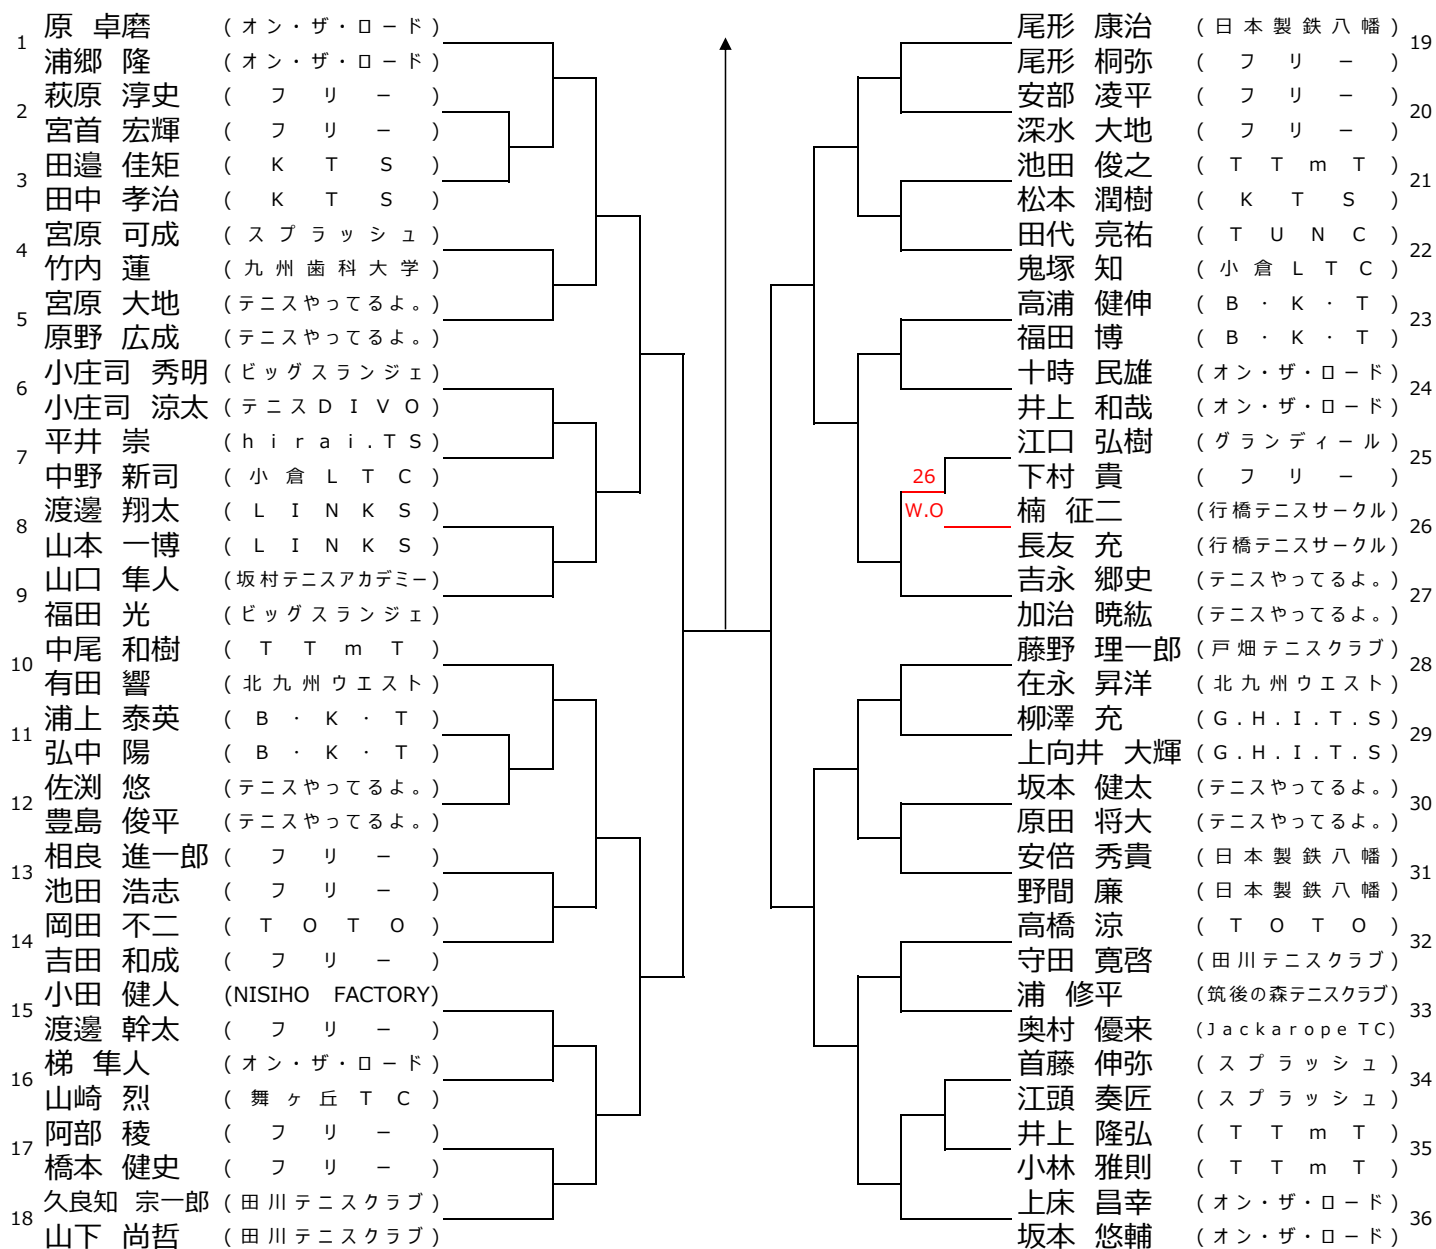 1 原 卓磨 (オン・ザ・ロード)
浦郷 隆 (オン・ザ・ロード)
2 萩原 淳史 (フリー)
宮首 宏輝 (フリー)
3 田邉 佳矩 (KTS)
田中 孝治 (KTS)
4 宮原 可成 (スプラッシュ)
竹内 蓮 (九州歯科大学)
5 宮原 大地 (テニスやってるよ。)
原野 広成 (テニスやってるよ。)
6 小庄司 秀明 (ビッグスランジェ)
小庄司 涼太 (テニスDIVO)
7 平井 崇 (hirai.TS)
中野 新司 (小倉LTC)
8 渡邊 翔太 (LINKS)
山本 一博 (LINKS)
9 山口 隼人 (坂村テニスアカデミー)
福田 光 (ビッグスランジェ)
10 中尾 和樹 (TTmT)
有田 響 (北九州ウエスト)
11 浦上 泰英 (B・K・T)
弘中 陽 (B・K・T)
12 佐渕 悠 (テニスやってるよ。)
豊島 俊平 (テニスやってるよ。)
13 相良 進一郎 (フリー)
池田 浩志 (フリー)
14 岡田 不二 (TOTO)
吉田 和成 (フリー)
15 小田 健人 (NISIHO FACTORY)
渡邊 幹太 (フリー)
16 梯 隼人 (オン・ザ・ロード)
山崎 烈 (舞ヶ丘TC)
17 阿部 稜 (フリー)
橋本 健史 (フリー)
18 久良知 宗一郎 (田川テニスクラブ)
山下 尚哲 (田川テニスクラブ)
尾形 康治 (日本製鉄八幡) 19
尾形 桐弥 (フリー)
安部 凌平 (フリー) 20
深水 大地 (フリー)
池田 俊之 (TTmT) 21
松本 潤樹 (KTS)
田代 亮祐 (TUNC) 22
鬼塚 知 (小倉LTC)
高浦 健伸 (B・K・T) 23
福田 博 (B・K・T)
十時 民雄 (オン・ザ・ロード) 24
井上 和哉 (オン・ザ・ロード)
江口 弘樹 (グランディール) 25
26 下村 貴 (フリー)
W.O 楠 征二 (行橋テニスサークル) 26
長友 充 (行橋テニスサークル)
吉永 郷史 (テニスやってるよ。) 27
加治 暁紘 (テニスやってるよ。)
藤野 理一郎 (戸畑テニスクラブ) 28
在永 昇洋 (北九州ウエスト)
柳澤 充 (G.H.I.T.S) 29
上向井 大輝 (G.H.I.T.S)
坂本 健太 (テニスやってるよ。) 30
原田 将大 (テニスやってるよ。)
安倍 秀貴 (日本製鉄八幡) 31
野間 廉 (日本製鉄八幡)
高橋 涼 (TOTO) 32
守田 寛啓 (田川テニスクラブ)
浦 修平 (筑後の森テニスクラブ) 33
奥村 優来 (Jackarope TC)
首藤 伸弥 (スプラッシュ) 34
江頭 奏匠 (スプラッシュ)
井上 隆弘 (TTmT) 35
小林 雅則 (TTmT)
上床 昌幸 (オン・ザ・ロード) 36
坂本 悠輔 (オン・ザ・ロード)